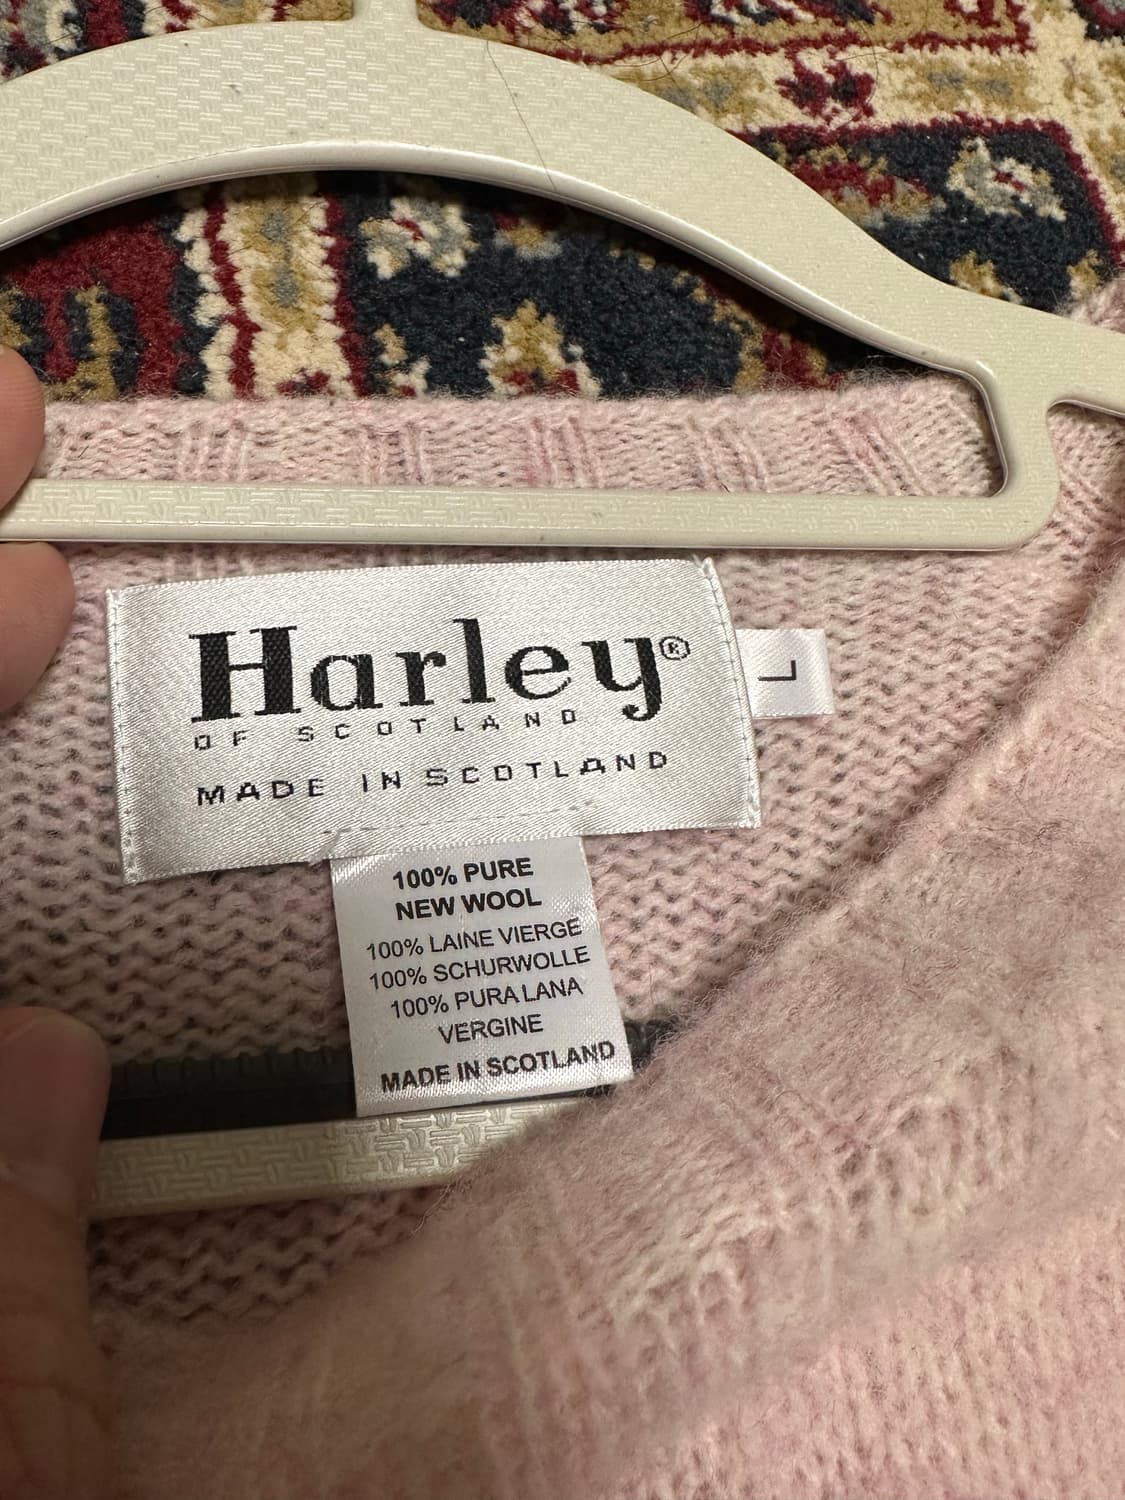 Harley®
OF SCOTLAND
MADE IN SCOTLAND
L
100% PURE
NEW WOOL
100% LAINE VIERGE
100% SCHURWOLLE
100% PURA LANA
VERGINE
MADE IN SCOTLAND